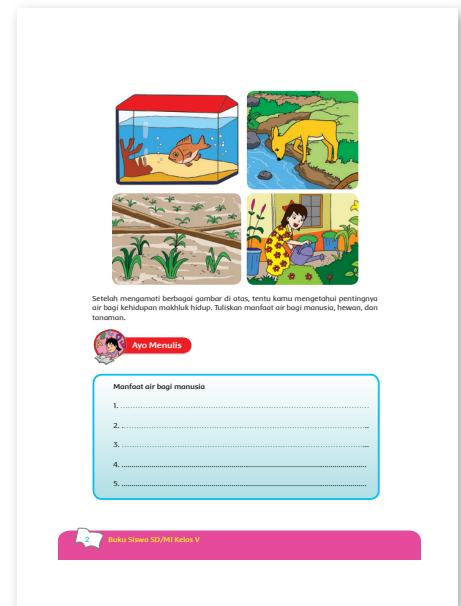 Setelah mengamati berbagai gambar di atas, tentu kamu mengetahui pentingnya
air bagi kehidupan makhluk hidup. Tuliskan manfaat air bagi manusia, hewan, dan
tanaman.
Ayo Menulis
Manfaat air bagi manusia
1. ........................................................................
2. ........................................................................
3. ........................................................................
4. ........................................................................
5. ........................................................................
2 Buku Siswa SD/MI Kelas V